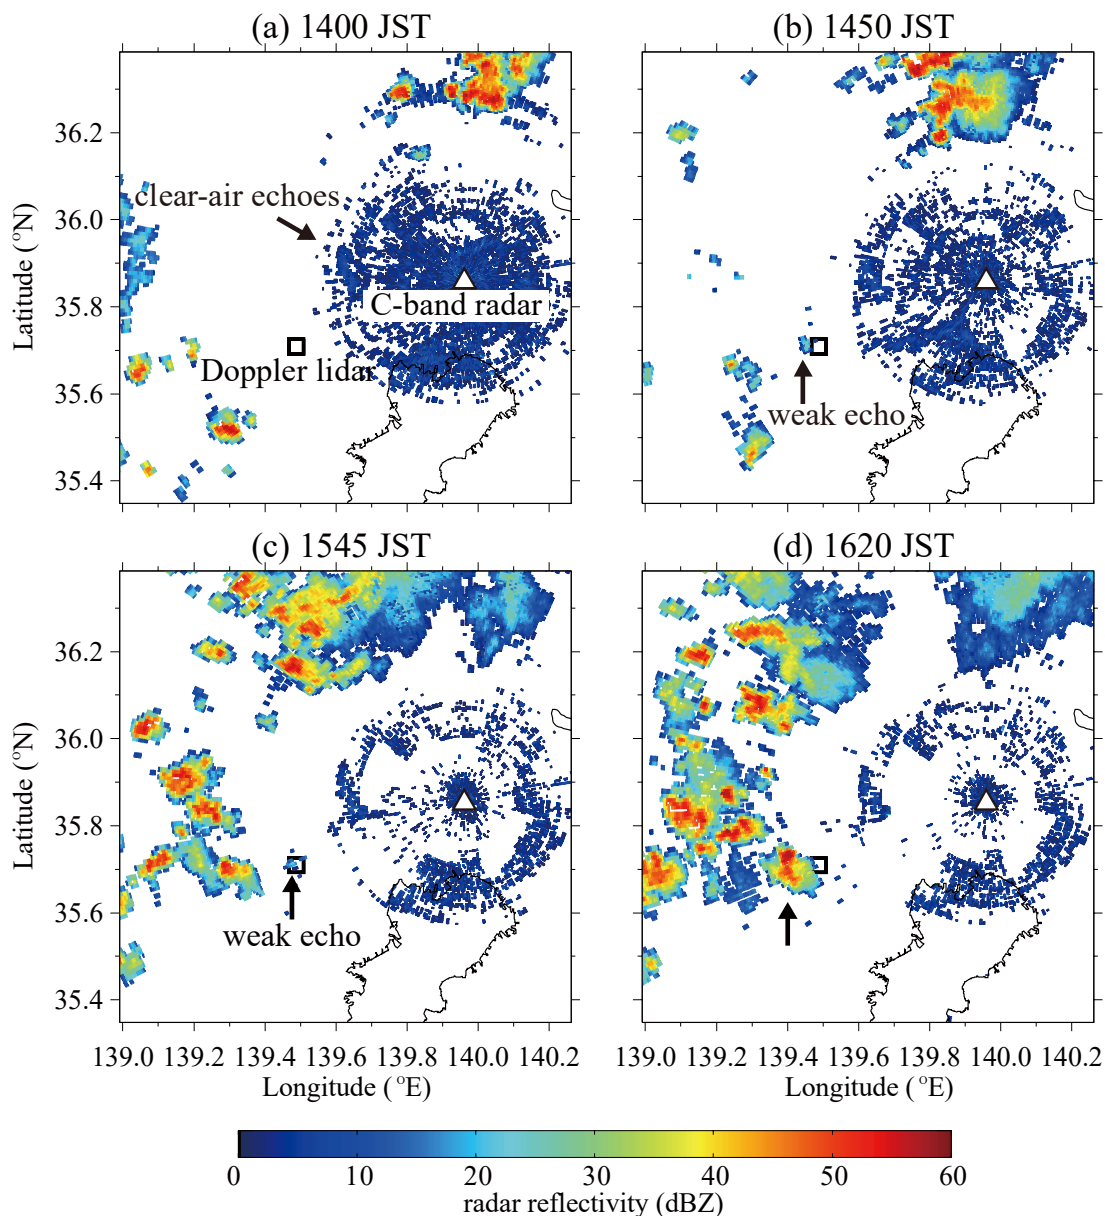 (a) 1400 JST
(b) 1450 JST
36.2
36.0
35.8
35.6
35.4
Latitude (°N)
clear-air echoes
C-band radar
Doppler lidar
weak echo
(c) 1545 JST
(d) 1620 JST
36.2
36.0
35.8
35.6
35.4
Latitude (°N)
weak echo
139.0 139.2 139.4 139.6 139.8 140.0 140.2
139.0 139.2 139.4 139.6 139.8 140.0 140.2
Longitude (°E)
Longitude (°E)
0 10 20 30 40 50 60
radar reflectivity (dBZ)